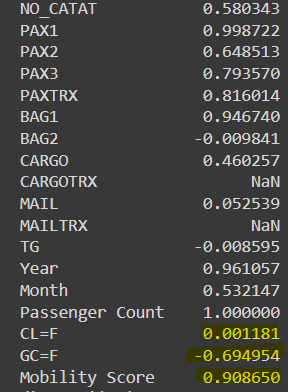 NO_CATAT 0.580343
PAX1 0.998722
PAX2 0.648513
PAX3 0.793570
PAXTRX 0.816014
BAG1 0.946740
BAG2 -0.009841
CARGO 0.460257
CARGOTRX NaN
MAIL 0.052539
MAILTRX NaN
TG -0.008595
Year 0.961057
Month 0.532147
Passenger Count 1.000000
CL=F 0.001181
GC=F -0.694954
Mobility Score 0.908650